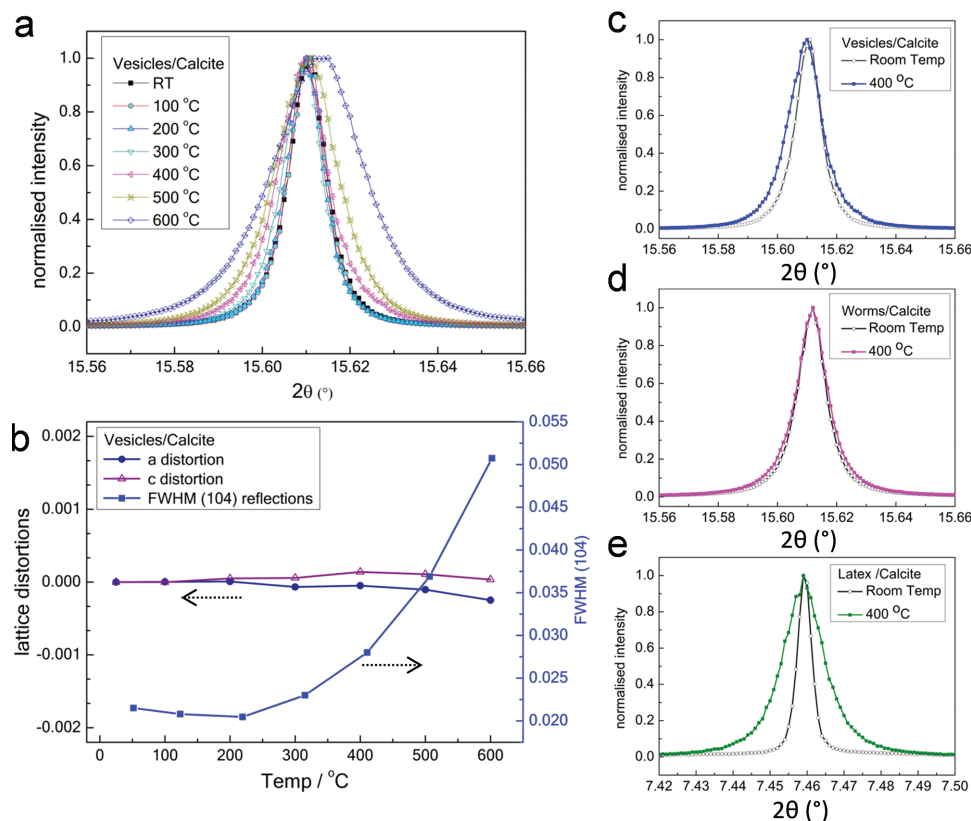 a
Vesicles/Calcite
RT
100 °C
200 °C
300 °C
400 °C
500 °C
600 °C
normalised intensity
1.0
0.8
0.6
0.4
0.2
0.0
15.56 15.58 15.60 15.62 15.64 15.66
2θ (°)
b
Vesicles/Calcite
a distortion
c distortion
FWHM (104) reflections
lattice distortions
0.002
0.001
0.000
-0.001
-0.002
0 100 200 300 400 500 600
Temp / °C
0.055
0.050
0.045
0.040
0.035
0.030
0.025
0.020
FWHM (104)
c
Vesicles/Calcite
Room Temp
400 °C
normalised intensity
1.0
0.8
0.6
0.4
0.2
0.0
15.56 15.58 15.60 15.62 15.64 15.66
2θ (°)
d
Worms/Calcite
Room Temp
400 °C
normalised intensity
1.0
0.8
0.6
0.4
0.2
0.0
15.56 15.58 15.60 15.62 15.64 15.66
2θ (°)
e
Latex /Calcite
Room Temp
400 °C
normalised intensity
1.0
0.8
0.6
0.4
0.2
0.0
7.42 7.43 7.44 7.45 7.46 7.47 7.48 7.49 7.50
2θ (°)